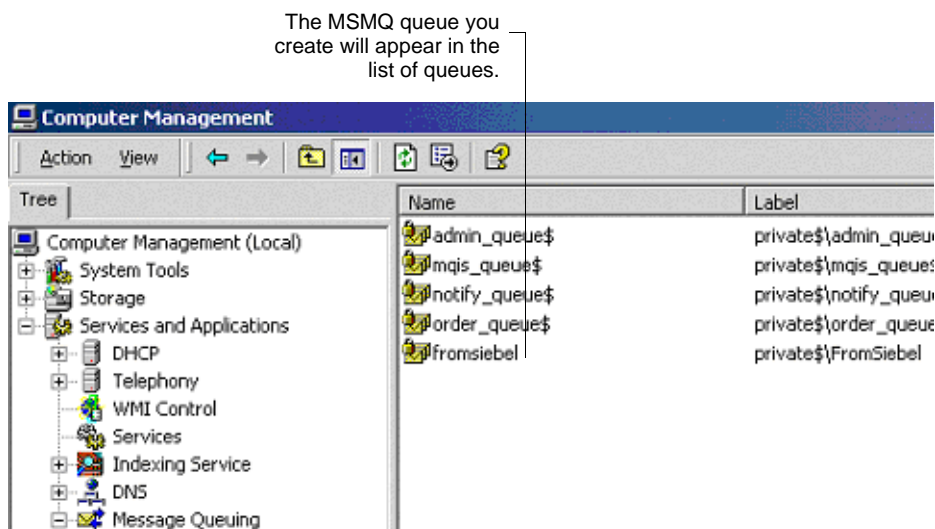 The MSMQ queue you
create will appear in the
list of queues.
Computer Management
Action View
Tree
Name Label
Computer Management (Local)
System Tools
Storage
Services and Applications
DHCP
Telephony
WMI Control
Services
Indexing Service
DNS
Message Queuing
admin_queue$ private$\admin_queu
mqis_queue$ private$\mqis_queue$
notify_queue$ private$\notify_queu
order_queue$ private$\order_queue
fromsiebel private$\FromSiebel